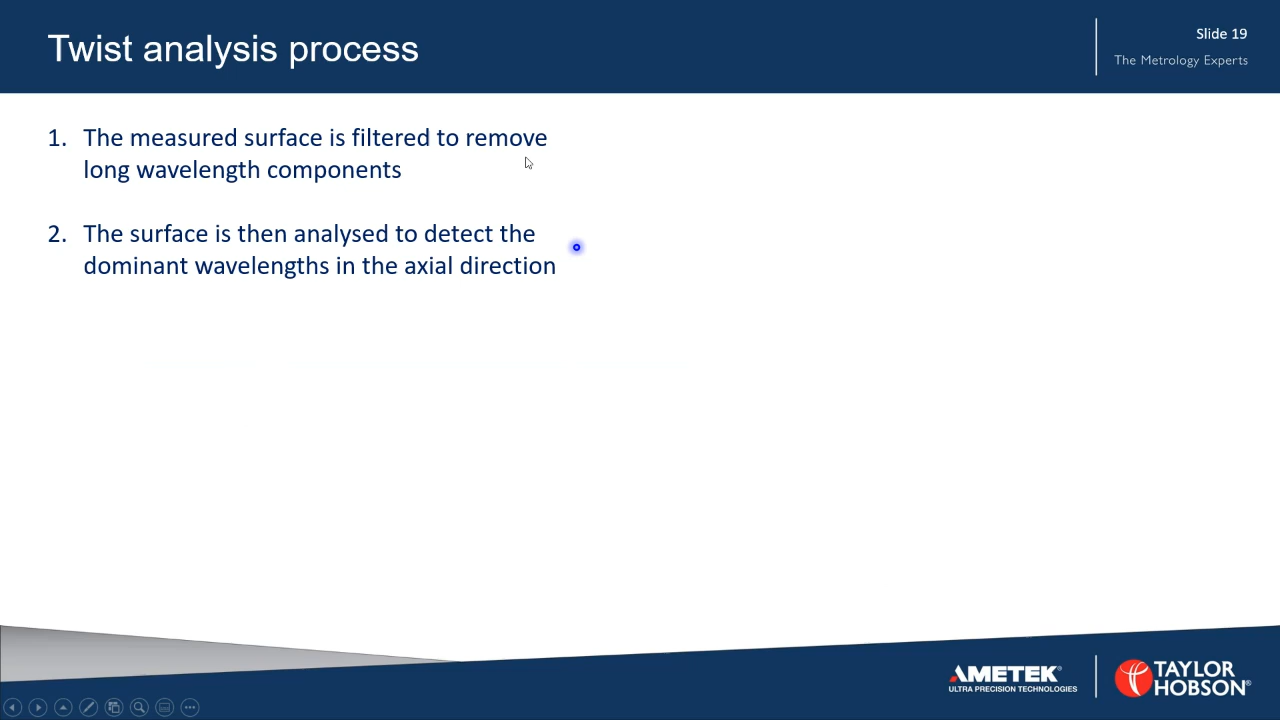 Twist analysis process
Slide 19
The Metrology Experts
1. The measured surface is filtered to remove
long wavelength components
2. The surface is then analysed to detect the
dominant wavelengths in the axial direction
AMETEK®
ULTRA PRECISION TECHNOLOGIES
TAYLOR
HOBSON®